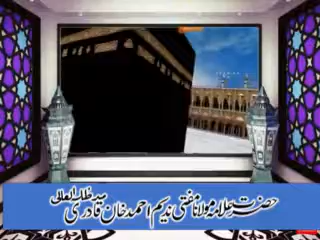 حضرت علامہ مولانا مفتی ندیم احمد خان قادری مدظلہ العالی